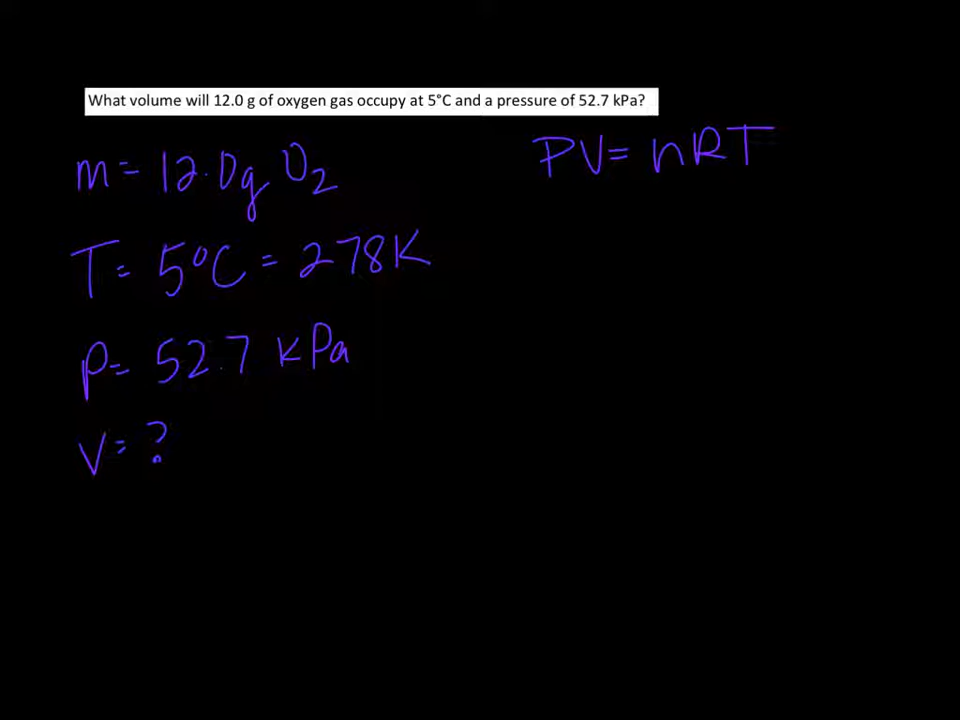 What volume will 12.0 g of oxygen gas occupy at 5°C and a pressure of 52.7 kPa?
m = 12.0g O₂
PV = nRT
T = 5°C = 278K
P = 52.7 kPa
V = ?